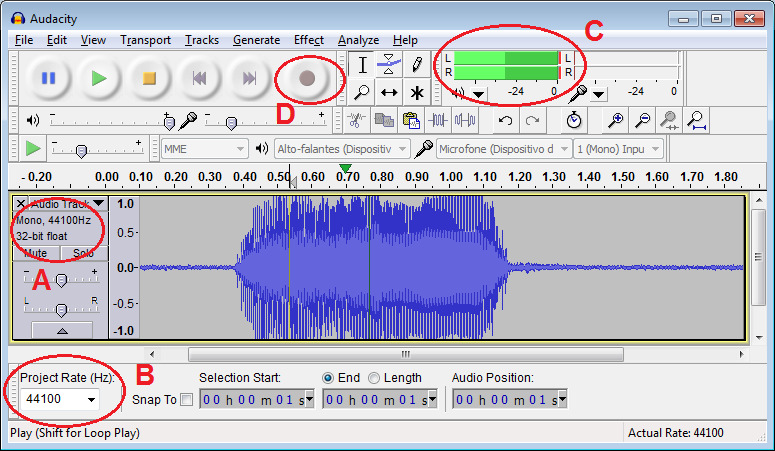 Audacity
File Edit View Transport Tracks Generate Effect Analyze Help
C
L L
R R
-24 0 -24 0
D
MME Alto-falantes (Dispositiv Microfone (Dispositivo d 1 (Mono) Inpu
- 0.20 0.00 0.10 0.20 0.30 0.40 0.50 0.60 0.70 0.80 0.90 1.00 1.10 1.20 1.30 1.40 1.50 1.60 1.70 1.80
X Audio Track 1.0
Mono, 44100Hz
32-bit float 0.5-
Mute Solo
A - + 0.0-
L R -0.5-
-1.0
Project Rate (Hz): B Selection Start: End Length Audio Position:
44100 Snap To 00 h 00 m 01 s 00 h 00 m 01 s 00 h 00 m 01 s
Play (Shift for Loop Play) Actual Rate: 44100